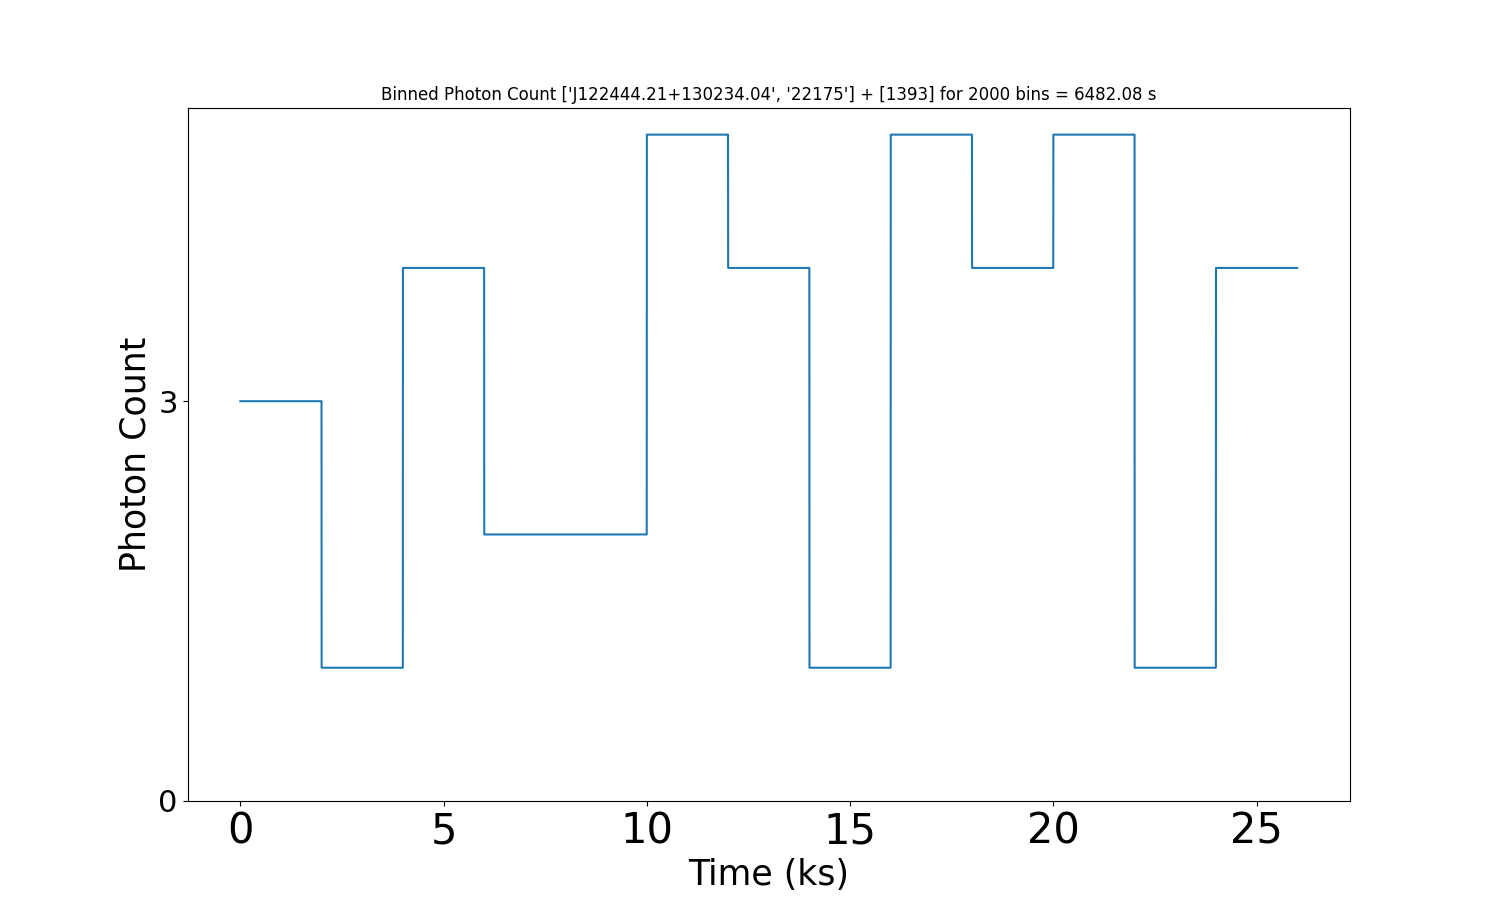 Binned Photon Count ['J122444.21+130234.04', '22175'] + [1393] for 2000 bins = 6482.08 s
Photon Count
3
0
0 5 10 15 20 25
Time (ks)